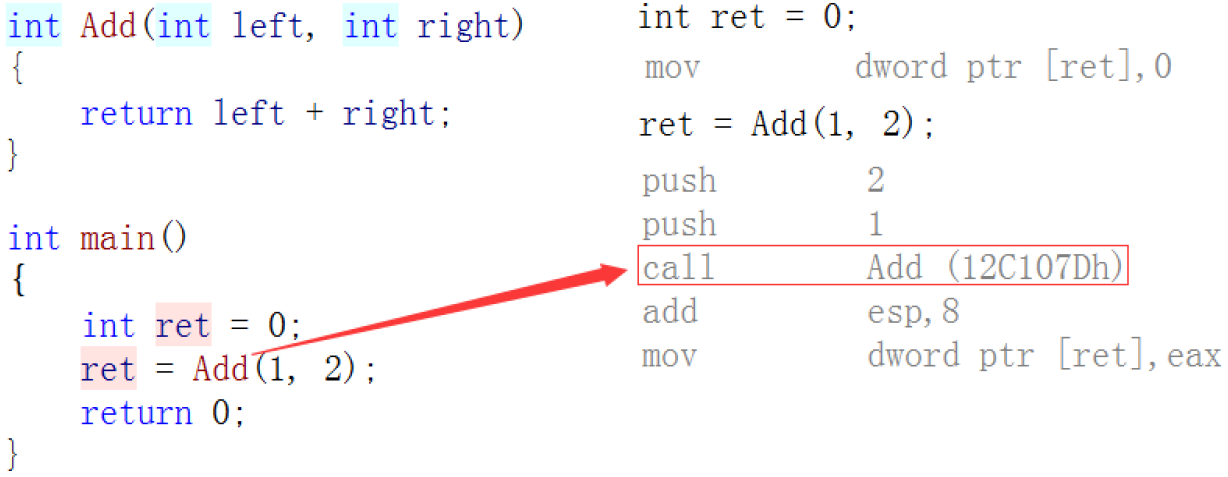 int Add(int left, int right)
{
    return left + right;
}
int main()
{
    int ret = 0;
    ret = Add(1, 2);
    return 0;
}
int ret = 0;
mov dword ptr [ret],0
ret = Add(1, 2);
push 2
push 1
call Add (12C107Dh)
add esp,8
mov dword ptr [ret],eax